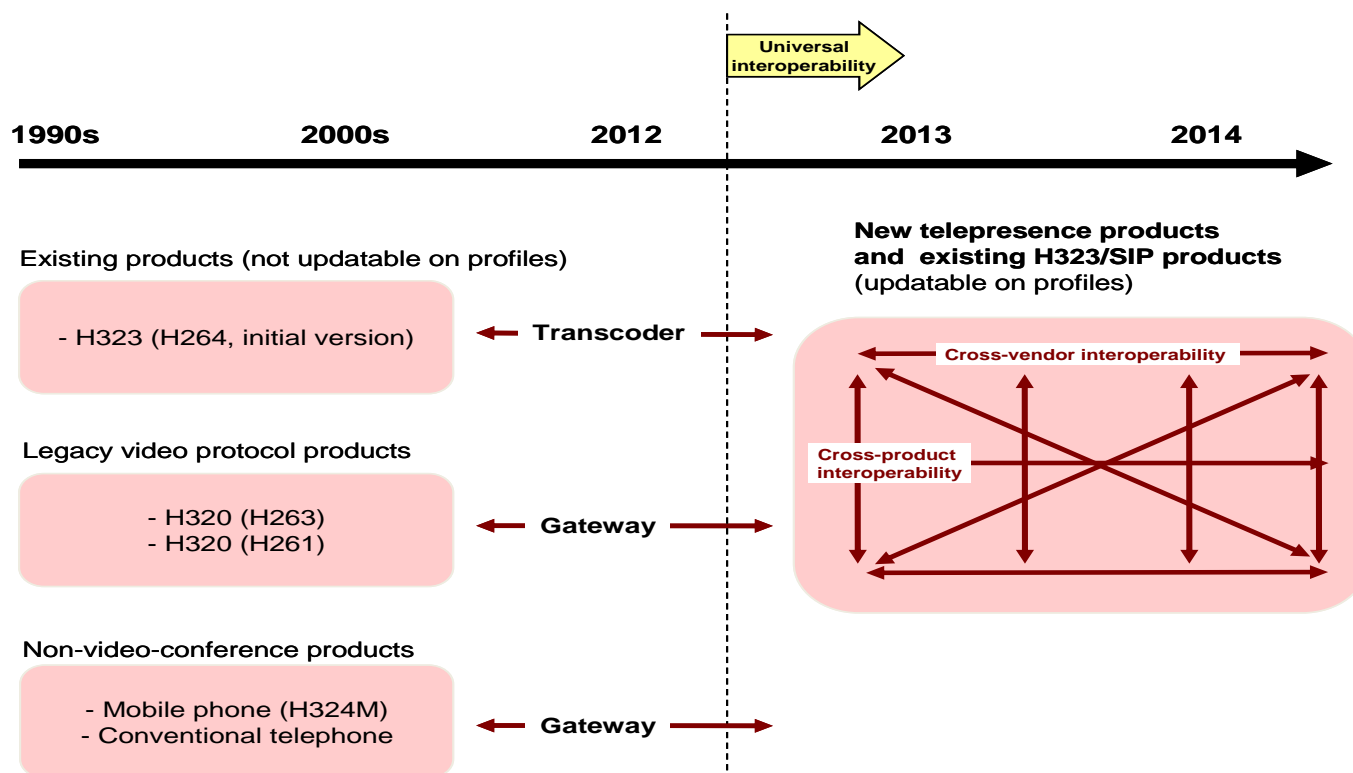 Universal
interoperability
1990s 2000s 2012 2013 2014
New telepresence products
and existing H323/SIP products
(updatable on profiles)
Existing products (not updatable on profiles)
- H323 (H264, initial version)
Transcoder
Cross-vendor interoperability
Cross-product
interoperability
Legacy video protocol products
- H320 (H263)
- H320 (H261)
Gateway
Non-video-conference products
- Mobile phone (H324M)
- Conventional telephone
Gateway